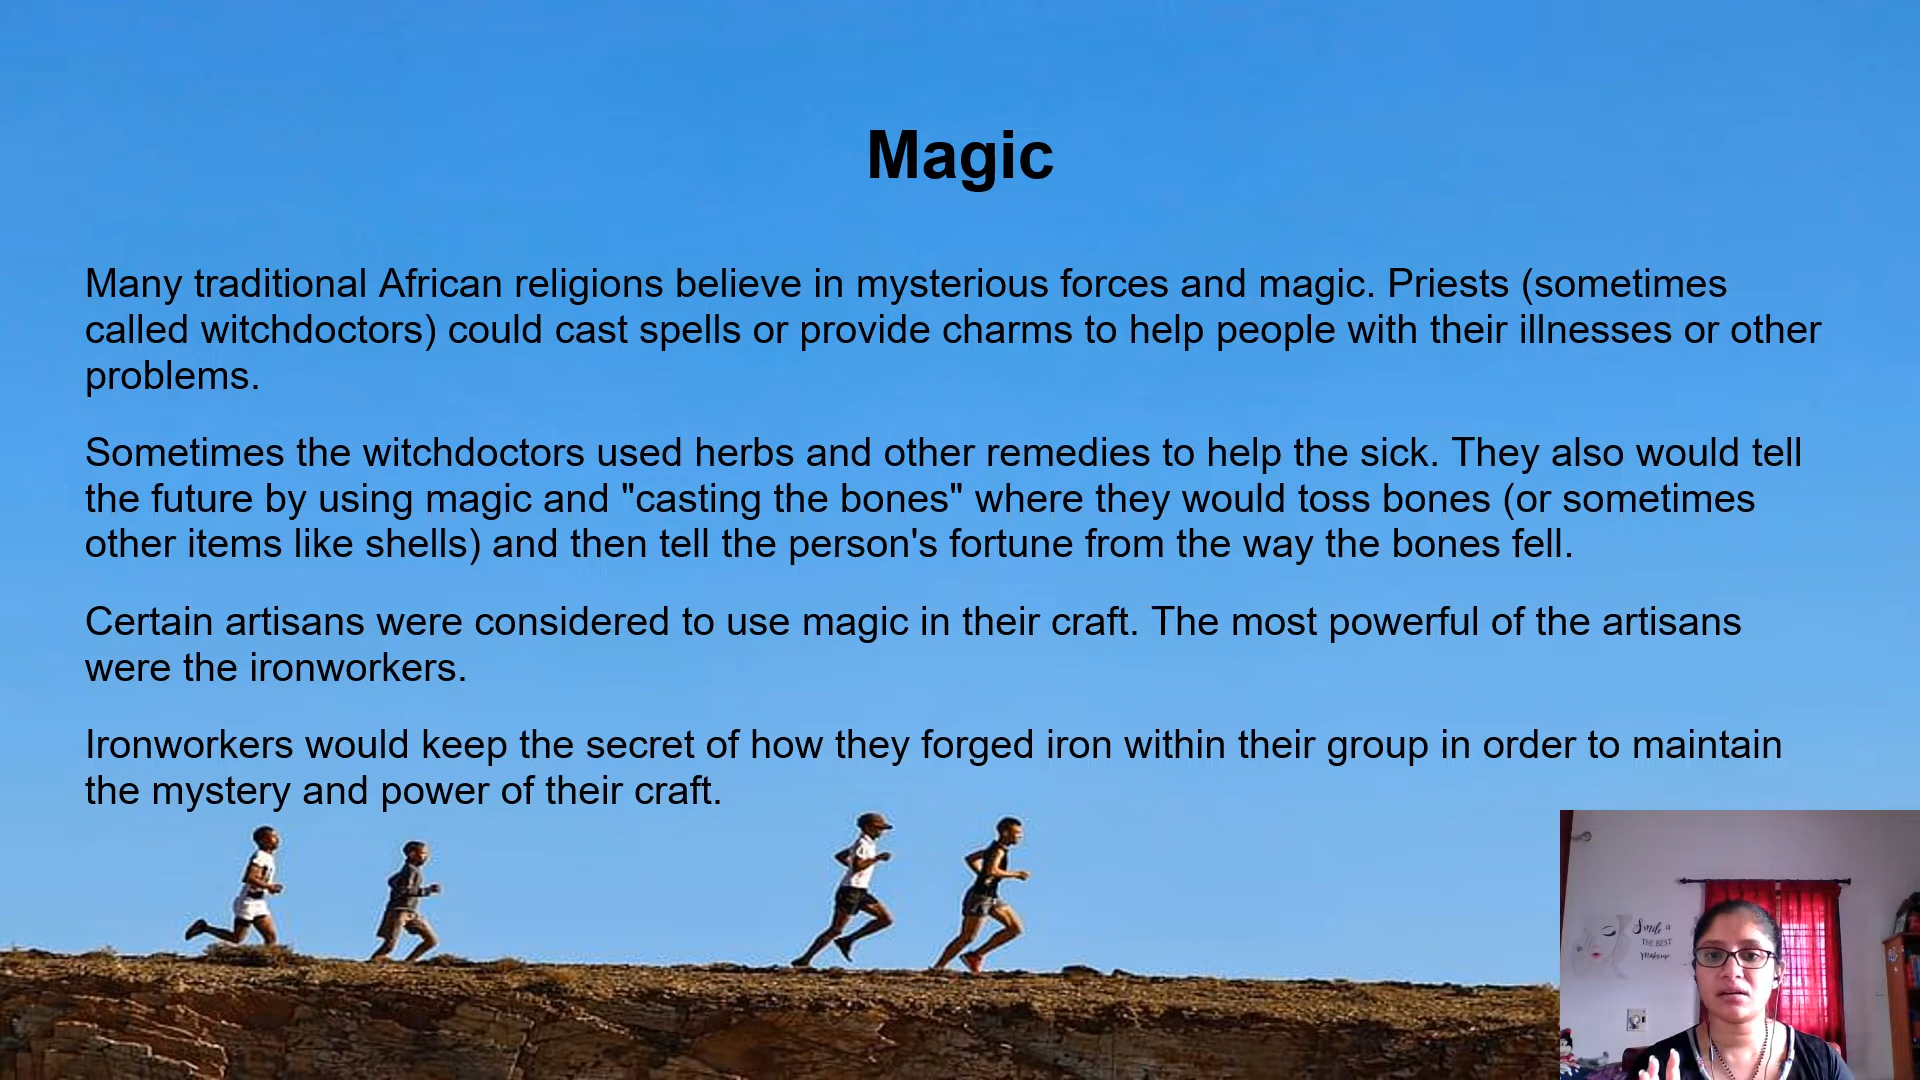 Magic
Many traditional African religions believe in mysterious forces and magic. Priests (sometimes
called witchdoctors) could cast spells or provide charms to help people with their illnesses or other
problems.
Sometimes the witchdoctors used herbs and other remedies to help the sick. They also would tell
the future by using magic and "casting the bones" where they would toss bones (or sometimes
other items like shells) and then tell the person's fortune from the way the bones fell.
Certain artisans were considered to use magic in their craft. The most powerful of the artisans
were the ironworkers.
Ironworkers would keep the secret of how they forged iron within their group in order to maintain
the mystery and power of their craft.
Smile is
THE BEST
Makeup